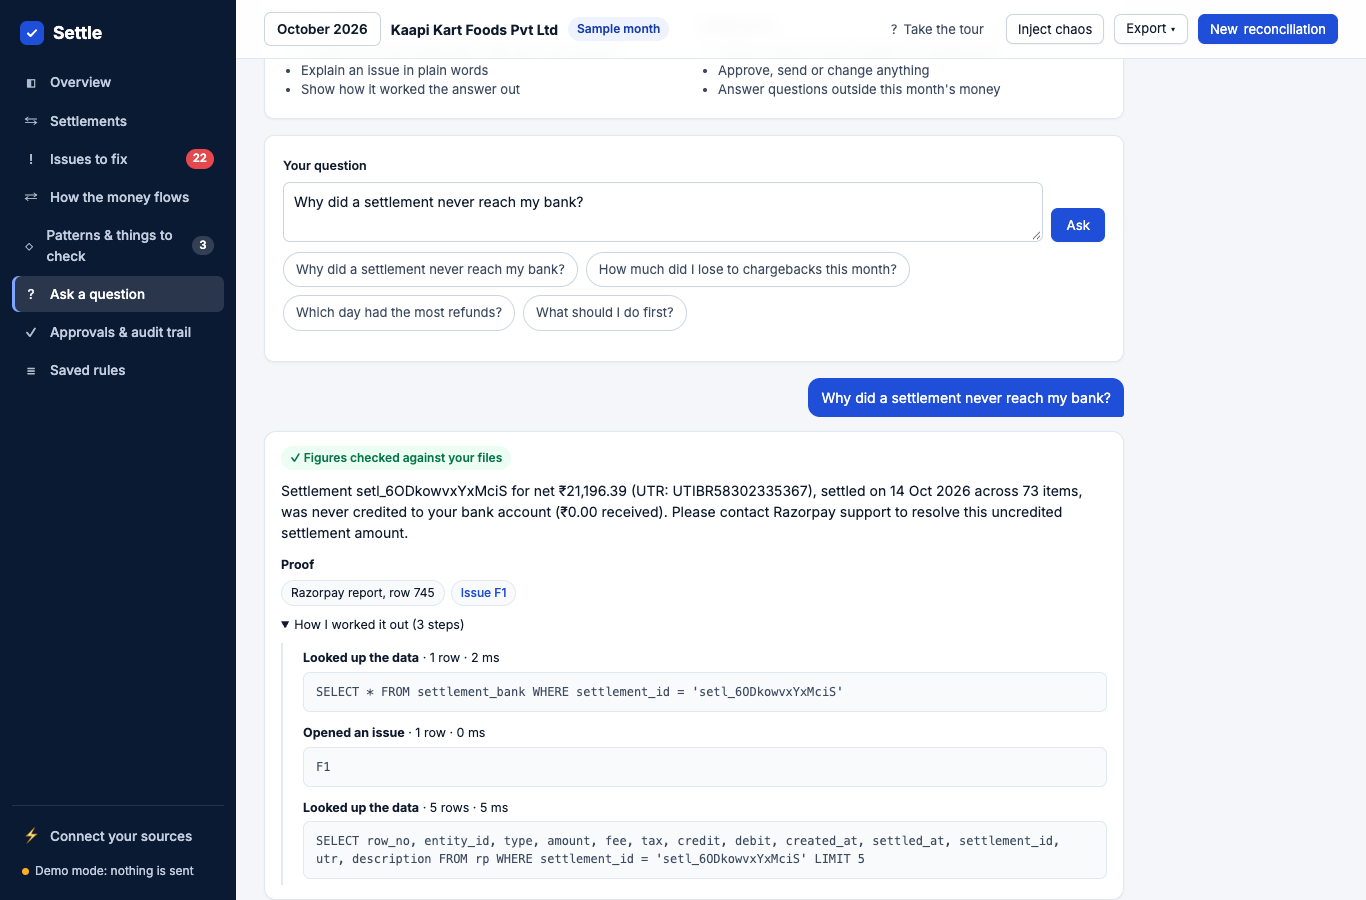 Settle
Overview
Settlements
Issues to fix
22
How the money flows
Patterns & things to
check
3
Ask a question
Approvals & audit trail
Saved rules
Connect your sources
Demo mode: nothing is sent
October 2026
Kaapi Kart Foods Pvt Ltd
Sample month
? Take the tour
Inject chaos
Export
New reconciliation
• Explain an issue in plain words
• Show how it worked the answer out
• Approve, send or change anything
• Answer questions outside this month's money
Your question
Why did a settlement never reach my bank?
Ask
Why did a settlement never reach my bank?
How much did I lose to chargebacks this month?
Which day had the most refunds?
What should I do first?
Why did a settlement never reach my bank?
✓ Figures checked against your files
Settlement setl_6ODkowvxYxMciS for net ₹21,196.39 (UTR: UTIBR58302335367), settled on 14 Oct 2026 across 73 items,
was never credited to your bank account (₹0.00 received). Please contact Razorpay support to resolve this uncredited
settlement amount.
Proof
Razorpay report, row 745
Issue F1
▼ How I worked it out (3 steps)
Looked up the data · 1 row · 2 ms
SELECT * FROM settlement_bank WHERE settlement_id = 'setl_6ODkowvxYxMciS'
Opened an issue · 1 row · 0 ms
F1
Looked up the data · 5 rows · 5 ms
SELECT row_no, entity_id, type, amount, fee, tax, credit, debit, created_at, settled_at, settlement_id,
utr, description FROM rp WHERE settlement_id = 'setl_6ODkowvxYxMciS' LIMIT 5